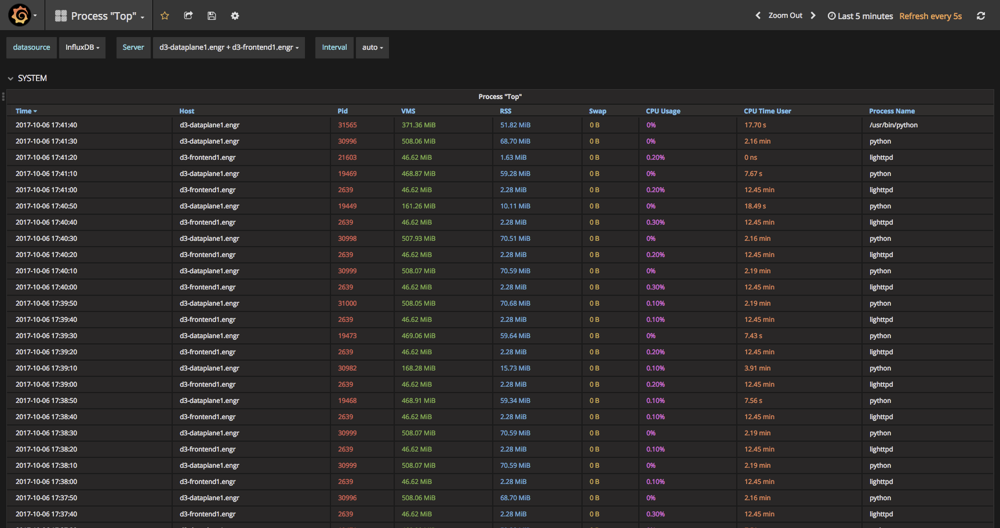 Process "Top"
Zoom Out Last 5 minutes Refresh every 5s
datasource InfluxDB Server d3-dataplane1.engr + d3-frontend1.engr Interval auto
SYSTEM
Process "Top"
Time Host Pid VMS RSS Swap CPU Usage CPU Time User Process Name
2017-10-06 17:41:40 d3-dataplane1.engr 31565 371.36 MiB 51.82 MiB 0 B 0% 17.70 s /usr/bin/python
2017-10-06 17:41:30 d3-dataplane1.engr 30996 508.06 MiB 68.70 MiB 0 B 0% 2.16 min python
2017-10-06 17:41:20 d3-frontend1.engr 21603 46.62 MiB 1.63 MiB 0 B 0.20% 0 ns lighttpd
2017-10-06 17:41:10 d3-dataplane1.engr 19469 468.87 MiB 59.28 MiB 0 B 0% 7.67 s python
2017-10-06 17:41:00 d3-frontend1.engr 2639 46.62 MiB 2.28 MiB 0 B 0.20% 12.45 min lighttpd
2017-10-06 17:40:50 d3-dataplane1.engr 19449 161.26 MiB 10.11 MiB 0 B 0% 18.49 s python
2017-10-06 17:40:40 d3-frontend1.engr 2639 46.62 MiB 2.28 MiB 0 B 0.30% 12.45 min lighttpd
2017-10-06 17:40:30 d3-dataplane1.engr 30998 507.93 MiB 70.51 MiB 0 B 0% 2.16 min python
2017-10-06 17:40:20 d3-frontend1.engr 2639 46.62 MiB 2.28 MiB 0 B 0.20% 12.45 min lighttpd
2017-10-06 17:40:10 d3-dataplane1.engr 30999 508.07 MiB 70.59 MiB 0 B 0% 2.19 min python
2017-10-06 17:40:00 d3-frontend1.engr 2639 46.62 MiB 2.28 MiB 0 B 0.30% 12.45 min lighttpd
2017-10-06 17:39:50 d3-dataplane1.engr 31000 508.05 MiB 70.68 MiB 0 B 0.10% 2.19 min python
2017-10-06 17:39:40 d3-frontend1.engr 2639 46.62 MiB 2.28 MiB 0 B 0.10% 12.45 min lighttpd
2017-10-06 17:39:30 d3-dataplane1.engr 19473 469.06 MiB 59.64 MiB 0 B 0% 7.43 s python
2017-10-06 17:39:20 d3-frontend1.engr 2639 46.62 MiB 2.28 MiB 0 B 0.20% 12.45 min lighttpd
2017-10-06 17:39:10 d3-dataplane1.engr 30982 168.28 MiB 15.73 MiB 0 B 0.10% 3.91 min python
2017-10-06 17:39:00 d3-frontend1.engr 2639 46.62 MiB 2.28 MiB 0 B 0.20% 12.45 min lighttpd
2017-10-06 17:38:50 d3-dataplane1.engr 19468 468.91 MiB 59.34 MiB 0 B 0.10% 7.56 s python
2017-10-06 17:38:40 d3-frontend1.engr 2639 46.62 MiB 2.28 MiB 0 B 0.10% 12.45 min lighttpd
2017-10-06 17:38:30 d3-dataplane1.engr 30999 508.07 MiB 70.59 MiB 0 B 0% 2.19 min python
2017-10-06 17:38:20 d3-frontend1.engr 2639 46.62 MiB 2.28 MiB 0 B 0.10% 12.45 min lighttpd
2017-10-06 17:38:10 d3-dataplane1.engr 30999 508.07 MiB 70.59 MiB 0 B 0% 2.19 min python
2017-10-06 17:38:00 d3-frontend1.engr 2639 46.62 MiB 2.28 MiB 0 B 0.10% 12.45 min lighttpd
2017-10-06 17:37:50 d3-dataplane1.engr 30996 508.06 MiB 68.70 MiB 0 B 0% 2.16 min python
2017-10-06 17:37:40 d3-frontend1.engr 2639 46.62 MiB 2.28 MiB 0 B 0.30% 12.45 min lighttpd